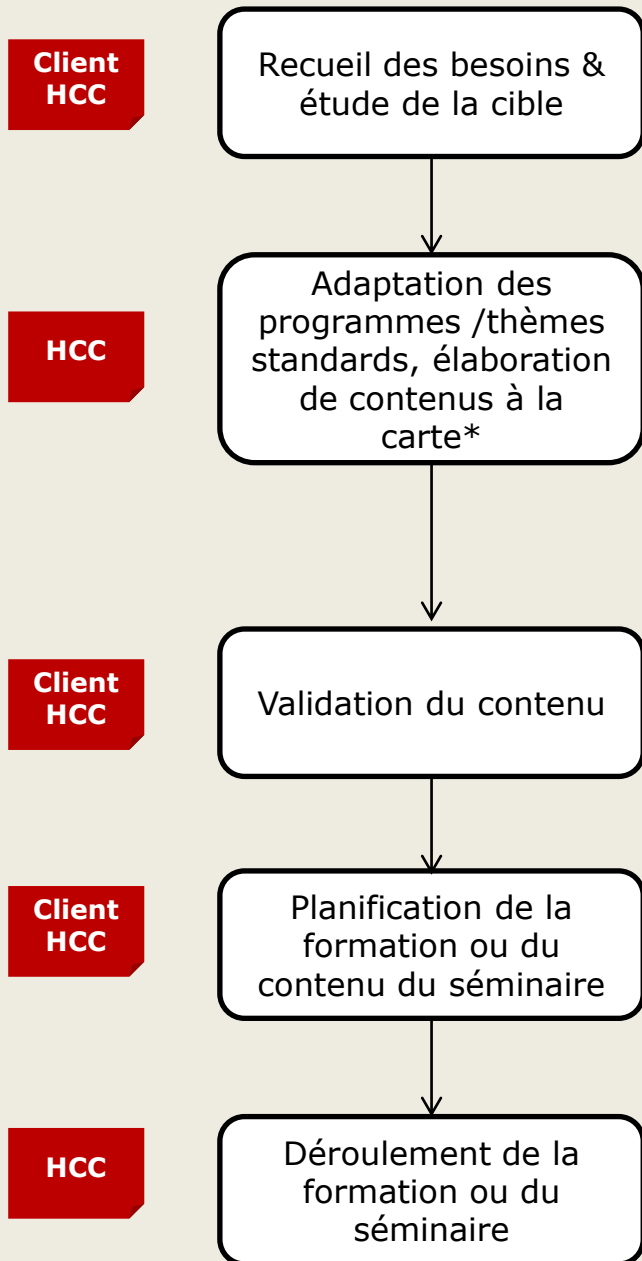 Client
HCC
Recueil des besoins &
étude de la cible
HCC
Adaptation des
programmes /thèmes
standards, élaboration
de contenus à la
carte*
Client
HCC
Validation du contenu
Client
HCC
Planification de la
formation ou du
contenu du séminaire
HCC
Déroulement de la
formation ou du
séminaire